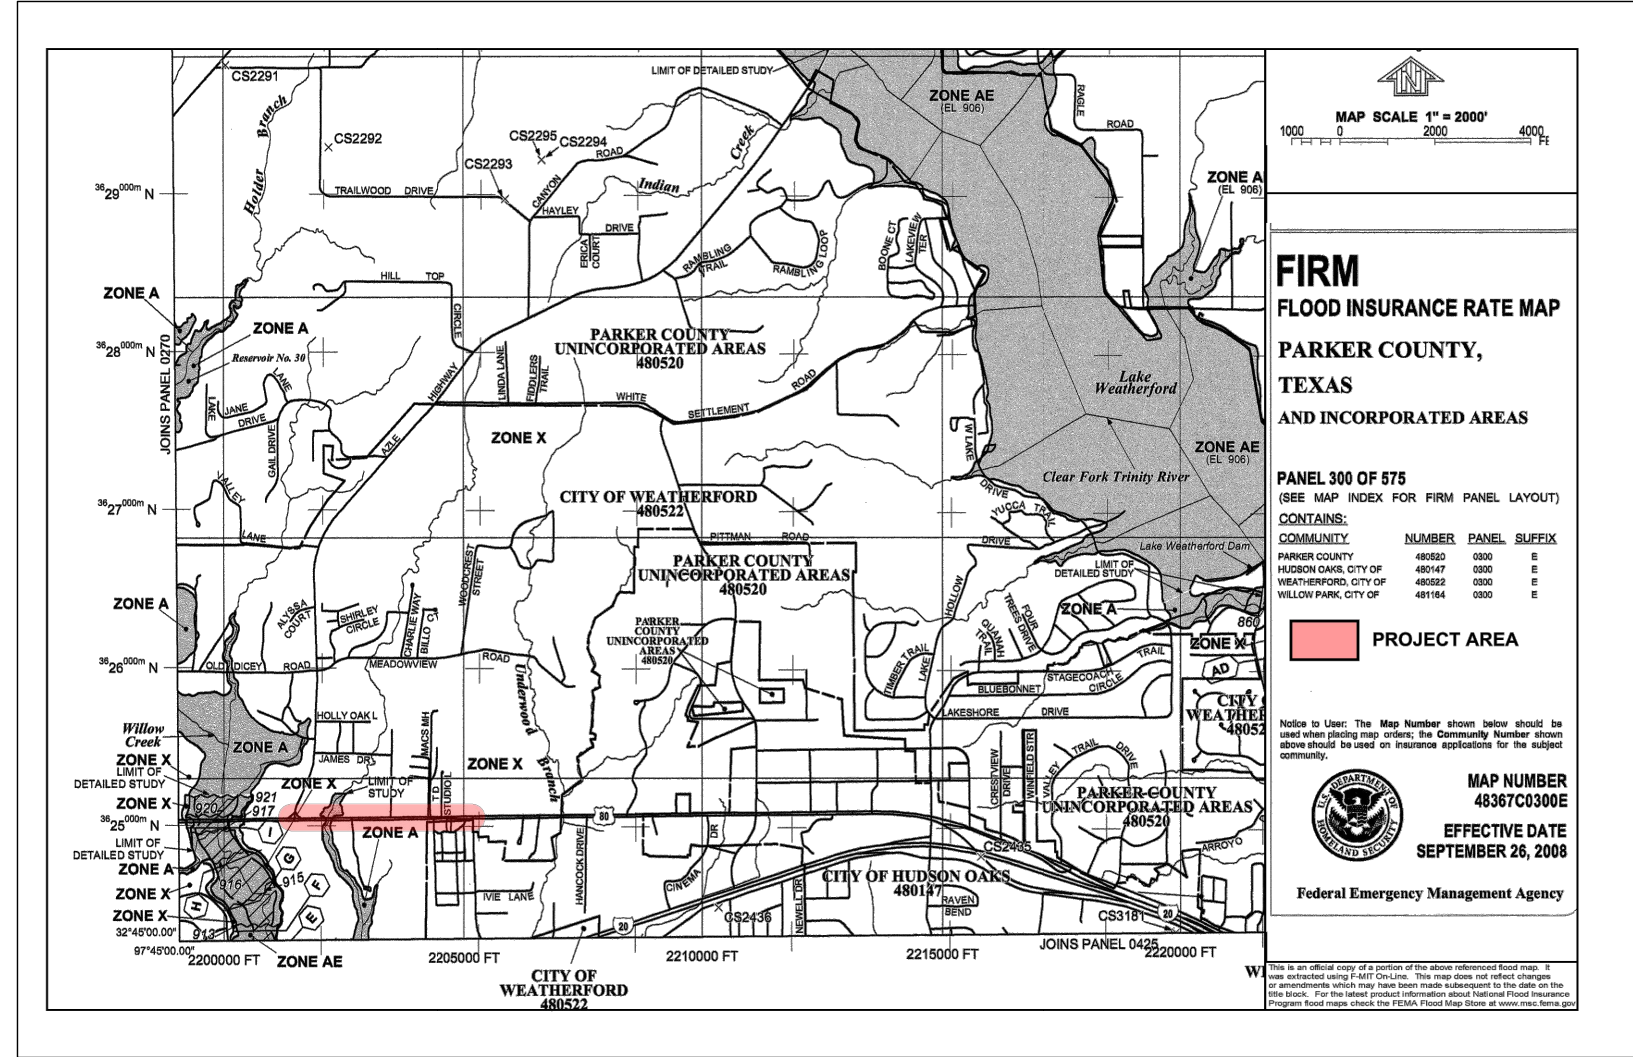 CS2291
Holder Branch
CS2292
CS2295
CS2294
CS2293
CANYON ROAD
Indian Creek
LIMIT OF DETAILED STUDY
ZONE AE
(EL 906)
RAGLE
ROAD
36 29 000m N
TRAILWOOD DRIVE
HAYLEY
DRIVE
ERICA
COURT
RAMBLING
TRAIL
RAMBLING LOOP
BOONE CT
LAKEVIEW
TER
ZONE A
(EL 906)
HILL TOP
CIRCLE
ZONE A
ZONE A
Reservoir No. 30
JOINS PANEL 0270
36 28 000m N
PARKER COUNTY
UNINCORPORATED AREAS
480520
LINDA LANE
FIDDLERS
TRAIL
HIGHWAY
AZLE
WHITE SETTLEMENT ROAD
LAKE
JANE LANE
DRIVE
GAIL DRIVE
Lake
Weatherford
ZONE X
W LAKE
DRIVE
ZONE AE
(EL 906)
Clear Fork Trinity River
VALLEY
LANE
CITY OF WEATHERFORD
480522
36 27 000m N
YUCCA TRAIL
DRIVE
PITTMAN ROAD
Lake Weatherford Dam
PARKER COUNTY
UNINCORPORATED AREAS
480520
LIMIT OF
DETAILED STUDY
WOODCREST
STREET
HOLLOW
ZONE A
ZONE A
ALYSSA
COURT
SHIRLEY
CIRCLE
CHARLIE WAY
BILLO CT
PARKER
COUNTY
UNINCORPORATED
AREAS
480520
QUANAH
TRAIL
FOUR
TREES DRIVE
860
ZONE X
AD
36 26 000m N
OLD DICEY ROAD
MEADOWVIEW ROAD
TIMBER TRAIL
LAKE
TRAIL
STAGECOACH
CIRCLE
BLUEBONNET
LAKESHORE DRIVE
Underwood Branch
CITY
WEATHER
48052
Willow
Creek
HOLLY OAK L
ZONE A
MACS MH
JAMES DR
ZONE X
ZONE X
LIMIT OF
DETAILED STUDY
ZONE X
LIMIT OF
STUDY
T D
STUDIO L
CRESTVIEW
DRIVE
WINFIELD STR
VALLEY TRAIL DRIVE
PARKER COUNTY
UNINCORPORATED AREAS
480520
ZONE X
920
921
917
36 25 000m N
I
ZONE A
80
LIMIT OF
DETAILED STUDY
ZONE A
G
915
F
916
E
H
ZONE X
ZONE X
913
ZONE AE
HANCOCK DRIVE
DR
CINEMA
IVIE LANE
CS2435
ARROYO
CITY OF HUDSON OAKS
480147
RAVEN
BEND
NEWELL DR
CS2436
CS3181
20
20
32°45'00.00"
97°45'00.00"
2200000 FT
2205000 FT
2210000 FT
2215000 FT
2220000 FT
JOINS PANEL 0425
CITY OF
WEATHERFORD
480522
N
MAP SCALE 1" = 2000'
1000 0 2000 4000
FE
FIRM
FLOOD INSURANCE RATE MAP
PARKER COUNTY,
TEXAS
AND INCORPORATED AREAS
PANEL 300 OF 575
(SEE MAP INDEX FOR FIRM PANEL LAYOUT)
CONTAINS:
COMMUNITY NUMBER PANEL SUFFIX
PARKER COUNTY 480520 0300 E
HUDSON OAKS, CITY OF 480147 0300 E
WEATHERFORD, CITY OF 480522 0300 E
WILLOW PARK, CITY OF 481164 0300 E
PROJECT AREA
Notice to User: The Map Number shown below should be
used when placing map orders; the Community Number shown
above should be used on insurance applications for the subject
community.
U.S. DEPARTMENT OF HOMELAND SECURITY
MAP NUMBER
48367C0300E
EFFECTIVE DATE
SEPTEMBER 26, 2008
Federal Emergency Management Agency
This is an official copy of a portion of the above referenced flood map. It
was extracted using F-MIT On-Line. This map does not reflect changes
or amendments which may have been made subsequent to the date on the
title block. For the latest product information about National Flood Insurance
Program flood maps check the FEMA Flood Map Store at www.msc.fema.gov